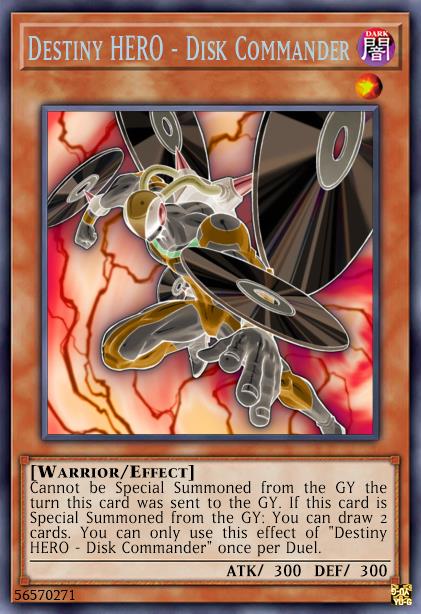 Destiny HERO - Disk Commander
DARK
闇
[Warrior/Effect]
Cannot be Special Summoned from the GY the
turn this card was sent to the GY. If this card is
Special Summoned from the GY: You can draw 2
cards. You can only use this effect of "Destiny
HERO - Disk Commander" once per Duel.
ATK/ 300 DEF/ 300
56570271